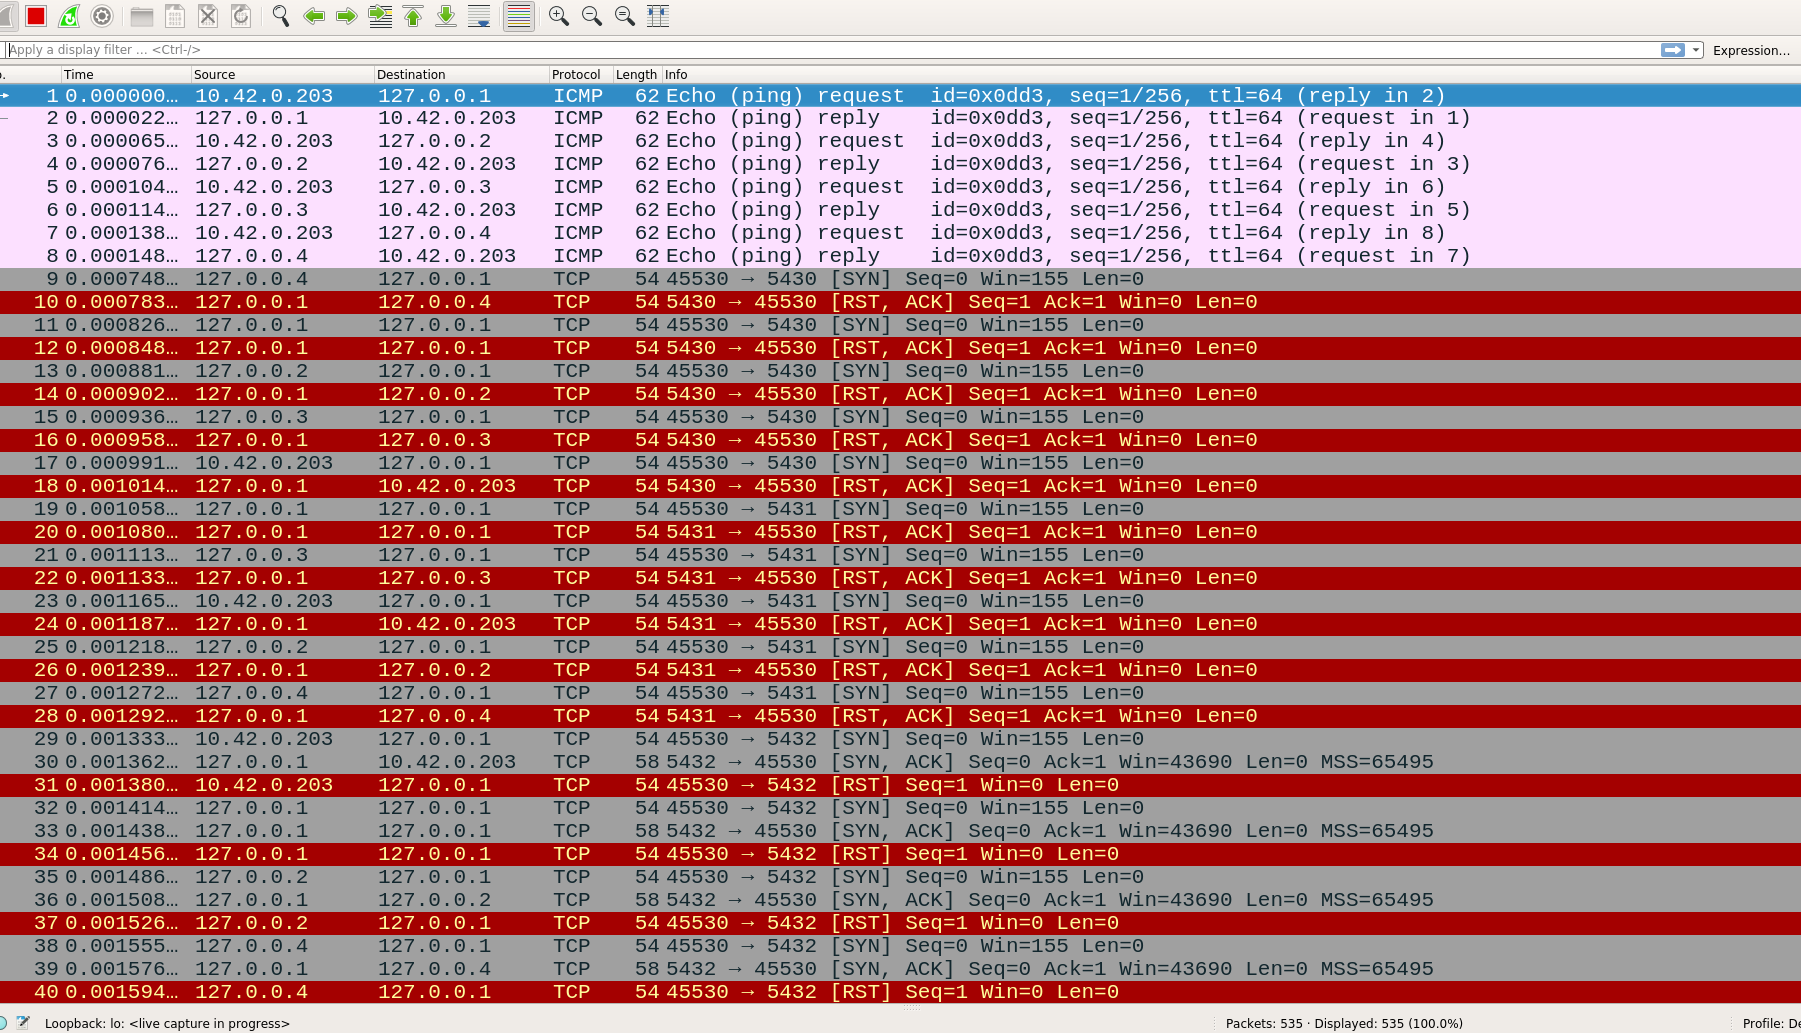 Apply a display filter ... <Ctrl-/> Expression...
Time Source Destination Protocol Length Info
1 0.000000... 10.42.0.203 127.0.0.1 ICMP 62 Echo (ping) request id=0x0dd3, seq=1/256, ttl=64 (reply in 2)
2 0.000022... 127.0.0.1 10.42.0.203 ICMP 62 Echo (ping) reply id=0x0dd3, seq=1/256, ttl=64 (request in 1)
3 0.000065... 10.42.0.203 127.0.0.2 ICMP 62 Echo (ping) request id=0x0dd3, seq=1/256, ttl=64 (reply in 4)
4 0.000076... 127.0.0.2 10.42.0.203 ICMP 62 Echo (ping) reply id=0x0dd3, seq=1/256, ttl=64 (request in 3)
5 0.000104... 10.42.0.203 127.0.0.3 ICMP 62 Echo (ping) request id=0x0dd3, seq=1/256, ttl=64 (reply in 6)
6 0.000114... 127.0.0.3 10.42.0.203 ICMP 62 Echo (ping) reply id=0x0dd3, seq=1/256, ttl=64 (request in 5)
7 0.000138... 10.42.0.203 127.0.0.4 ICMP 62 Echo (ping) request id=0x0dd3, seq=1/256, ttl=64 (reply in 8)
8 0.000148... 127.0.0.4 10.42.0.203 ICMP 62 Echo (ping) reply id=0x0dd3, seq=1/256, ttl=64 (request in 7)
9 0.000748... 127.0.0.4 127.0.0.1 TCP 54 45530 → 5430 [SYN] Seq=0 Win=155 Len=0
10 0.000783... 127.0.0.1 127.0.0.4 TCP 54 5430 → 45530 [RST, ACK] Seq=1 Ack=1 Win=0 Len=0
11 0.000826... 127.0.0.1 127.0.0.1 TCP 54 45530 → 5430 [SYN] Seq=0 Win=155 Len=0
12 0.000848... 127.0.0.1 127.0.0.1 TCP 54 5430 → 45530 [RST, ACK] Seq=1 Ack=1 Win=0 Len=0
13 0.000881... 127.0.0.2 127.0.0.1 TCP 54 45530 → 5430 [SYN] Seq=0 Win=155 Len=0
14 0.000902... 127.0.0.1 127.0.0.2 TCP 54 5430 → 45530 [RST, ACK] Seq=1 Ack=1 Win=0 Len=0
15 0.000936... 127.0.0.3 127.0.0.1 TCP 54 45530 → 5430 [SYN] Seq=0 Win=155 Len=0
16 0.000958... 127.0.0.1 127.0.0.3 TCP 54 5430 → 45530 [RST, ACK] Seq=1 Ack=1 Win=0 Len=0
17 0.000991... 10.42.0.203 127.0.0.1 TCP 54 45530 → 5430 [SYN] Seq=0 Win=155 Len=0
18 0.001014... 127.0.0.1 10.42.0.203 TCP 54 5430 → 45530 [RST, ACK] Seq=1 Ack=1 Win=0 Len=0
19 0.001058... 127.0.0.1 127.0.0.1 TCP 54 45530 → 5431 [SYN] Seq=0 Win=155 Len=0
20 0.001080... 127.0.0.1 127.0.0.1 TCP 54 5431 → 45530 [RST, ACK] Seq=1 Ack=1 Win=0 Len=0
21 0.001113... 127.0.0.3 127.0.0.1 TCP 54 45530 → 5431 [SYN] Seq=0 Win=155 Len=0
22 0.001133... 127.0.0.1 127.0.0.3 TCP 54 5431 → 45530 [RST, ACK] Seq=1 Ack=1 Win=0 Len=0
23 0.001165... 10.42.0.203 127.0.0.1 TCP 54 45530 → 5431 [SYN] Seq=0 Win=155 Len=0
24 0.001187... 127.0.0.1 10.42.0.203 TCP 54 5431 → 45530 [RST, ACK] Seq=1 Ack=1 Win=0 Len=0
25 0.001218... 127.0.0.2 127.0.0.1 TCP 54 45530 → 5431 [SYN] Seq=0 Win=155 Len=0
26 0.001239... 127.0.0.1 127.0.0.2 TCP 54 5431 → 45530 [RST, ACK] Seq=1 Ack=1 Win=0 Len=0
27 0.001272... 127.0.0.4 127.0.0.1 TCP 54 45530 → 5431 [SYN] Seq=0 Win=155 Len=0
28 0.001292... 127.0.0.1 127.0.0.4 TCP 54 5431 → 45530 [RST, ACK] Seq=1 Ack=1 Win=0 Len=0
29 0.001333... 10.42.0.203 127.0.0.1 TCP 54 45530 → 5432 [SYN] Seq=0 Win=155 Len=0
30 0.001362... 127.0.0.1 10.42.0.203 TCP 58 5432 → 45530 [SYN, ACK] Seq=0 Ack=1 Win=43690 Len=0 MSS=65495
31 0.001380... 10.42.0.203 127.0.0.1 TCP 54 45530 → 5432 [RST] Seq=1 Win=0 Len=0
32 0.001414... 127.0.0.1 127.0.0.1 TCP 54 45530 → 5432 [SYN] Seq=0 Win=155 Len=0
33 0.001438... 127.0.0.1 127.0.0.1 TCP 58 5432 → 45530 [SYN, ACK] Seq=0 Ack=1 Win=43690 Len=0 MSS=65495
34 0.001456... 127.0.0.1 127.0.0.1 TCP 54 45530 → 5432 [RST] Seq=1 Win=0 Len=0
35 0.001486... 127.0.0.2 127.0.0.1 TCP 54 45530 → 5432 [SYN] Seq=0 Win=155 Len=0
36 0.001508... 127.0.0.1 127.0.0.2 TCP 58 5432 → 45530 [SYN, ACK] Seq=0 Ack=1 Win=43690 Len=0 MSS=65495
37 0.001526... 127.0.0.2 127.0.0.1 TCP 54 45530 → 5432 [RST] Seq=1 Win=0 Len=0
38 0.001555... 127.0.0.4 127.0.0.1 TCP 54 45530 → 5432 [SYN] Seq=0 Win=155 Len=0
39 0.001576... 127.0.0.1 127.0.0.4 TCP 58 5432 → 45530 [SYN, ACK] Seq=0 Ack=1 Win=43690 Len=0 MSS=65495
40 0.001594... 127.0.0.4 127.0.0.1 TCP 54 45530 → 5432 [RST] Seq=1 Win=0 Len=0
Loopback: lo: <live capture in progress> Packets: 535 · Displayed: 535 (100.0%) Profile: